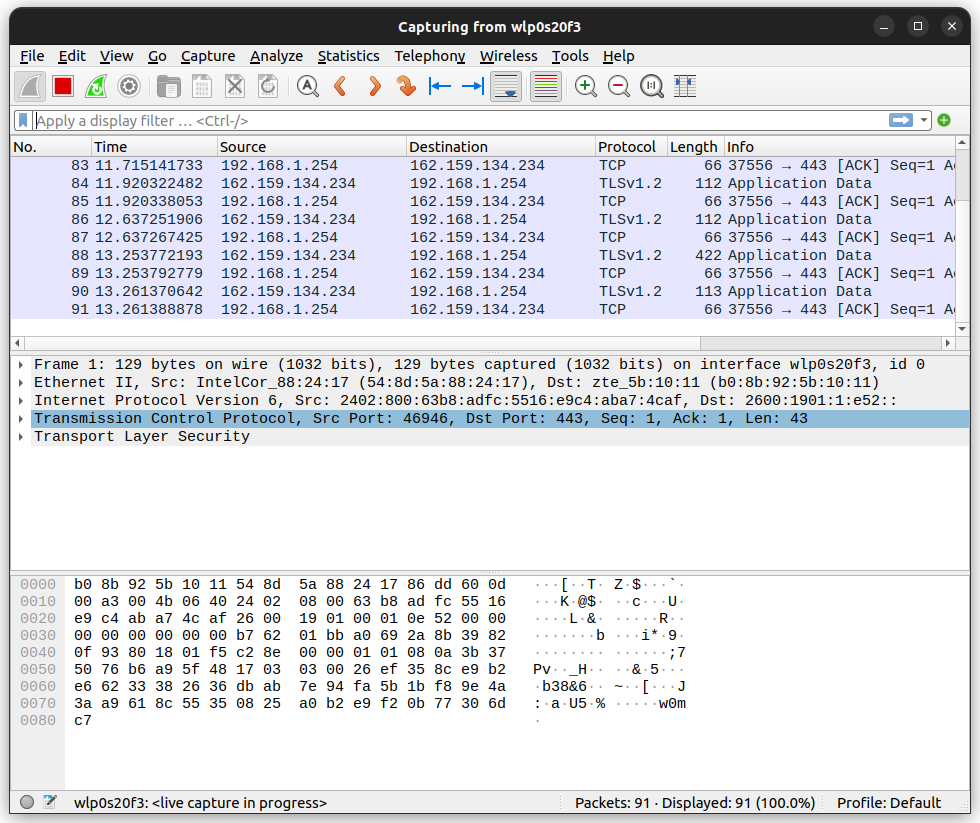 Capturing from wlp0s20f3
File Edit View Go Capture Analyze Statistics Telephony Wireless Tools Help
Apply a display filter … <Ctrl-/>
No. Time Source Destination Protocol Length Info
83 11.715141733 192.168.1.254 162.159.134.234 TCP 66 37556 → 443 [ACK] Seq=1 A
84 11.920322482 162.159.134.234 192.168.1.254 TLSv1.2 112 Application Data
85 11.920338053 192.168.1.254 162.159.134.234 TCP 66 37556 → 443 [ACK] Seq=1 A
86 12.637251906 162.159.134.234 192.168.1.254 TLSv1.2 112 Application Data
87 12.637267425 192.168.1.254 162.159.134.234 TCP 66 37556 → 443 [ACK] Seq=1 A
88 13.253772193 162.159.134.234 192.168.1.254 TLSv1.2 422 Application Data
89 13.253792779 192.168.1.254 162.159.134.234 TCP 66 37556 → 443 [ACK] Seq=1 A
90 13.261370642 162.159.134.234 192.168.1.254 TLSv1.2 113 Application Data
91 13.261388878 192.168.1.254 162.159.134.234 TCP 66 37556 → 443 [ACK] Seq=1 A
Frame 1: 129 bytes on wire (1032 bits), 129 bytes captured (1032 bits) on interface wlp0s20f3, id 0
Ethernet II, Src: IntelCor_88:24:17 (54:8d:5a:88:24:17), Dst: zte_5b:10:11 (b0:8b:92:5b:10:11)
Internet Protocol Version 6, Src: 2402:800:63b8:adfc:5516:e9c4:aba7:4caf, Dst: 2600:1901:1:e52::
Transmission Control Protocol, Src Port: 46946, Dst Port: 443, Seq: 1, Ack: 1, Len: 43
Transport Layer Security
0000 b0 8b 92 5b 10 11 54 8d 5a 88 24 17 86 dd 60 0d ···[··T· Z·$···`·
0010 00 a3 00 4b 06 40 24 02 08 00 63 b8 ad fc 55 16 ···K·@$· ··c···U·
0020 e9 c4 ab a7 4c af 26 00 19 01 00 01 0e 52 00 00 ····L·&· ·····R··
0030 00 00 00 00 00 00 b7 62 01 bb a0 69 2a 8b 39 82 ·······b ···i*·9·
0040 0f 93 80 18 01 f5 c2 8e 00 00 01 01 08 0a 3b 37 ········ ······;7
0050 50 76 b6 a9 5f 48 17 03 03 00 26 ef 35 8c e9 b2 Pv··_H·· ··&·5···
0060 e6 62 33 38 26 36 db ab 7e 94 fa 5b 1b f8 9e 4a ·b38&6·· ~··[···J
0070 3a a9 61 8c 55 35 08 25 a0 b2 e9 f2 0b 77 30 6d :·a·U5·% ·····w0m
0080 c7 ·
wlp0s20f3: <live capture in progress> Packets: 91 · Displayed: 91 (100.0%) Profile: Default